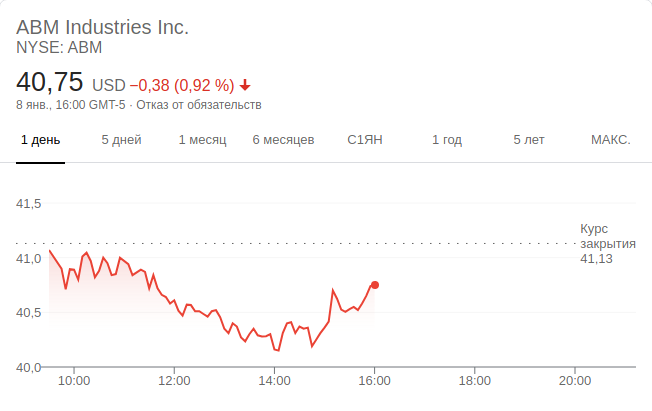 ABM Industries Inc.
NYSE: ABM
40,75 USD −0,38 (0,92 %)
8 янв., 16:00 GMT-5 · Отказ от обязательств
1 день 5 дней 1 месяц 6 месяцев С1ЯН 1 год 5 лет МАКС.
41,5
Курс
закрытия
41,13
41,0
40,5
40,0
10:00 12:00 14:00 16:00 18:00 20:00